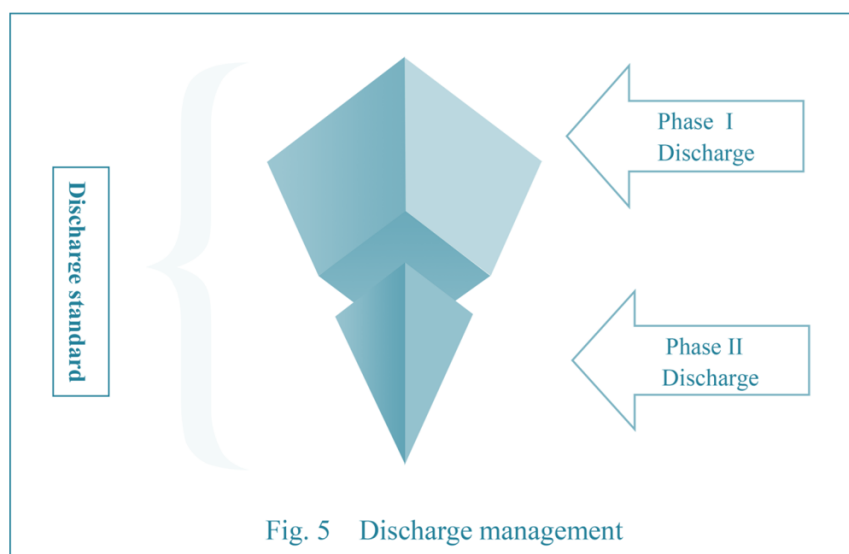 Discharge standard
Phase I
Discharge
Phase II
Discharge
Fig. 5 Discharge management